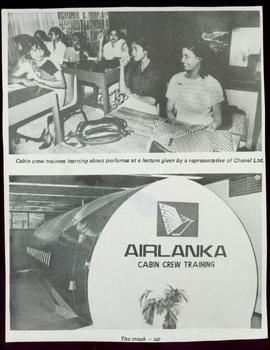 Cabin crew trainees learning about perfumes at a lecture given by a representative of Chanel Ltd.
AIRLANKA
CABIN CREW TRAINING
The mock — up